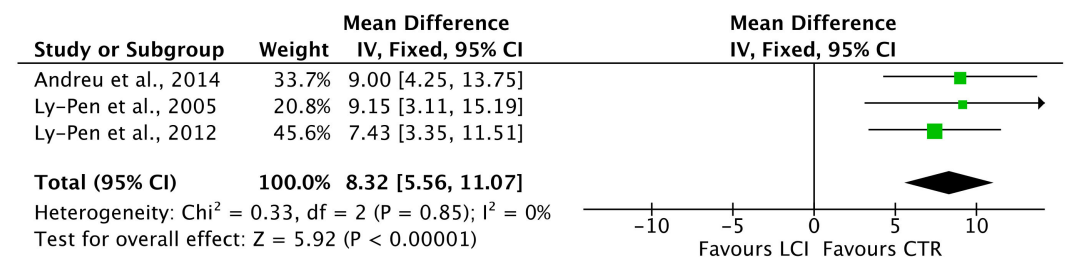 Mean Difference Mean Difference
Study or Subgroup Weight IV, Fixed, 95% CI IV, Fixed, 95% CI
Andreu et al., 2014 33.7% 9.00 [4.25, 13.75]
Ly-Pen et al., 2005 20.8% 9.15 [3.11, 15.19]
Ly-Pen et al., 2012 45.6% 7.43 [3.35, 11.51]
Total (95% CI) 100.0% 8.32 [5.56, 11.07]
Heterogeneity: Chi² = 0.33, df = 2 (P = 0.85); I² = 0%
Test for overall effect: Z = 5.92 (P < 0.00001)
-10 -5 0 5 10
Favours LCI Favours CTR